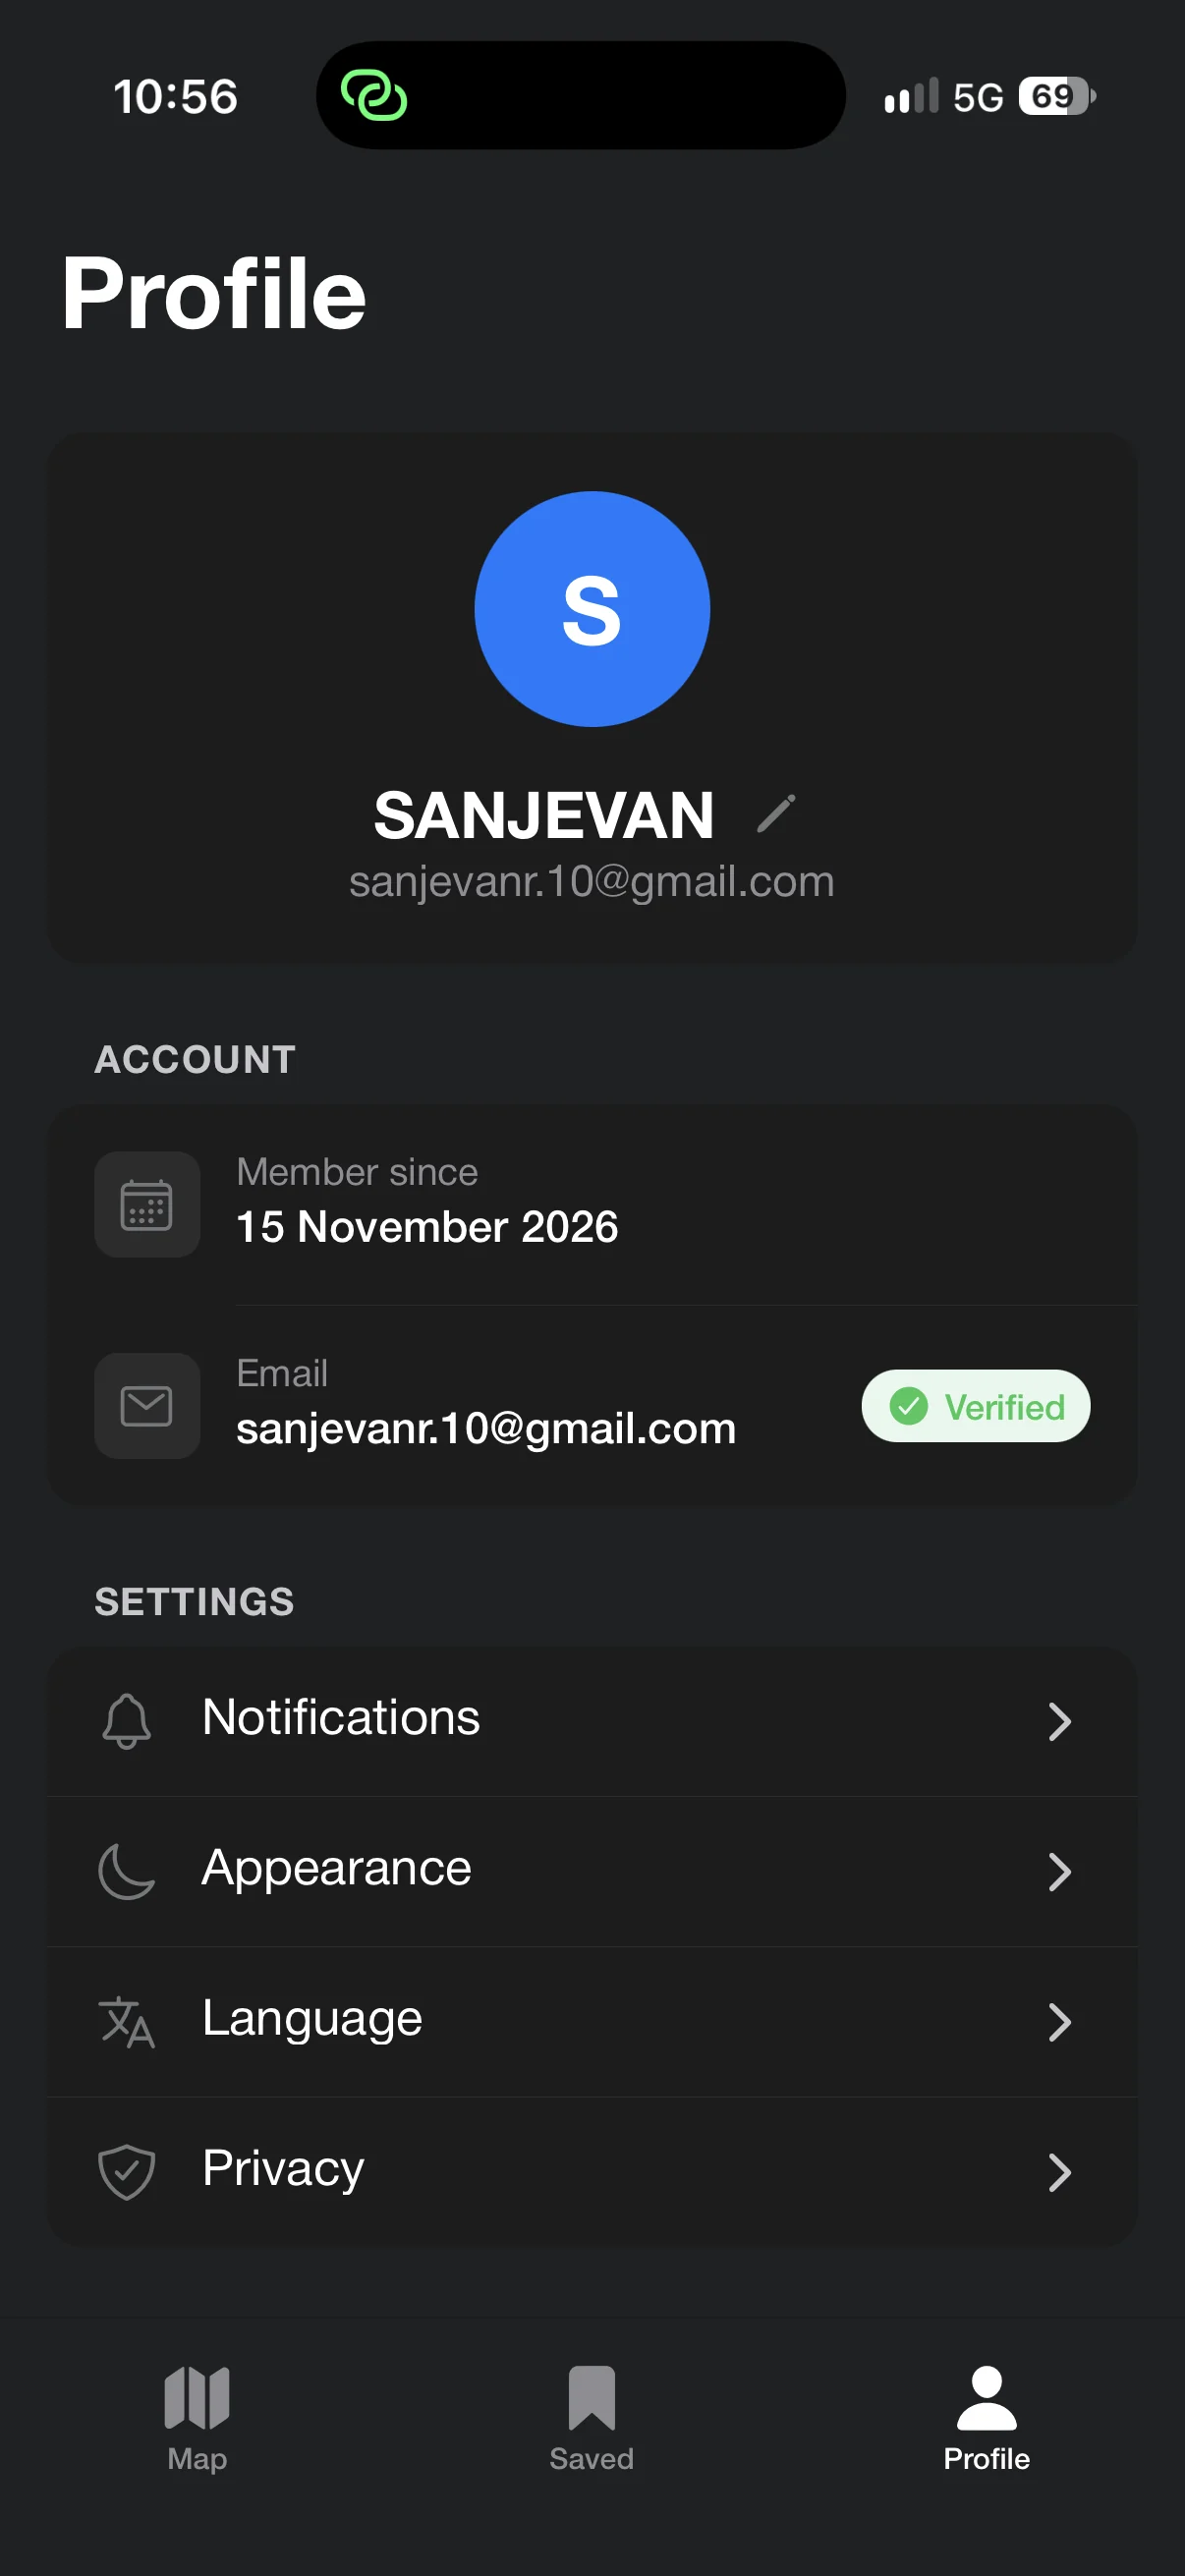 10:56
5G
69
Profile
S
SANJEVAN
sanjevanr.10@gmail.com
ACCOUNT
Member since
15 November 2026
Email
sanjevanr.10@gmail.com
Verified
SETTINGS
Notifications
Appearance
Language
Privacy
Map
Saved
Profile